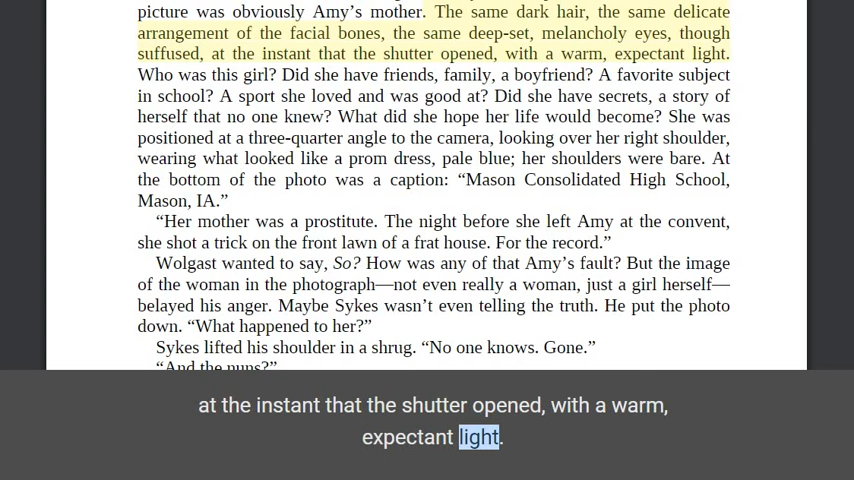 picture was obviously Amy’s mother. The same dark hair, the same delicate
arrangement of the facial bones, the same deep-set, melancholy eyes, though
suffused, at the instant that the shutter opened, with a warm, expectant light.
Who was this girl? Did she have friends, family, a boyfriend? A favorite subject
in school? A sport she loved and was good at? Did she have secrets, a story of
herself that no one knew? What did she hope her life would become? She was
positioned at a three-quarter angle to the camera, looking over her right shoulder,
wearing what looked like a prom dress, pale blue; her shoulders were bare. At
the bottom of the photo was a caption: “Mason Consolidated High School,
Mason, IA.”
“Her mother was a prostitute. The night before she left Amy at the convent,
she shot a trick on the front lawn of a frat house. For the record.”
Wolgast wanted to say, So? How was any of that Amy’s fault? But the image
of the woman in the photograph—not even really a woman, just a girl herself—
belayed his anger. Maybe Sykes wasn’t even telling the truth. He put the photo
down. “What happened to her?”
Sykes lifted his shoulder in a shrug. “No one knows. Gone.”
“And the nuns?”
at the instant that the shutter opened, with a warm,
expectant light.